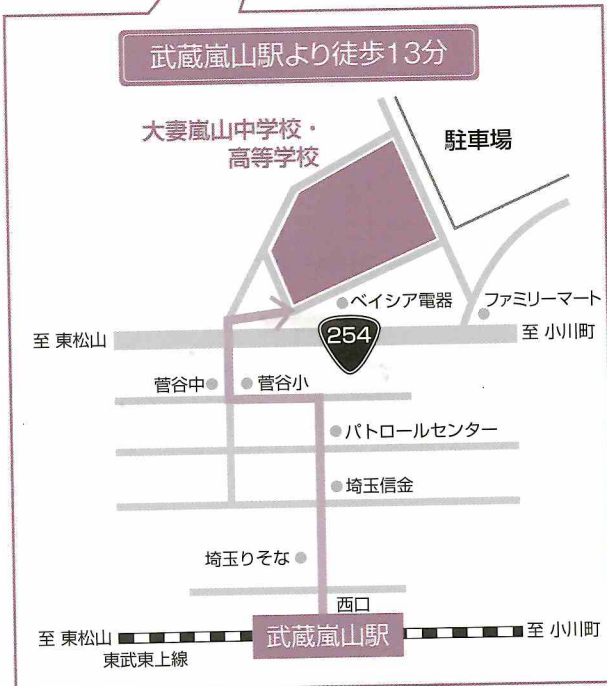 武蔵嵐山駅より徒歩13分
大妻嵐山中学校・
高等学校
駐車場
ベイシア電器
ファミリーマート
至 東松山
254
至 小川町
菅谷中
菅谷小
パトロールセンター
埼玉信金
埼玉りそな
西口
至 東松山
武蔵嵐山駅
至 小川町
東武東上線